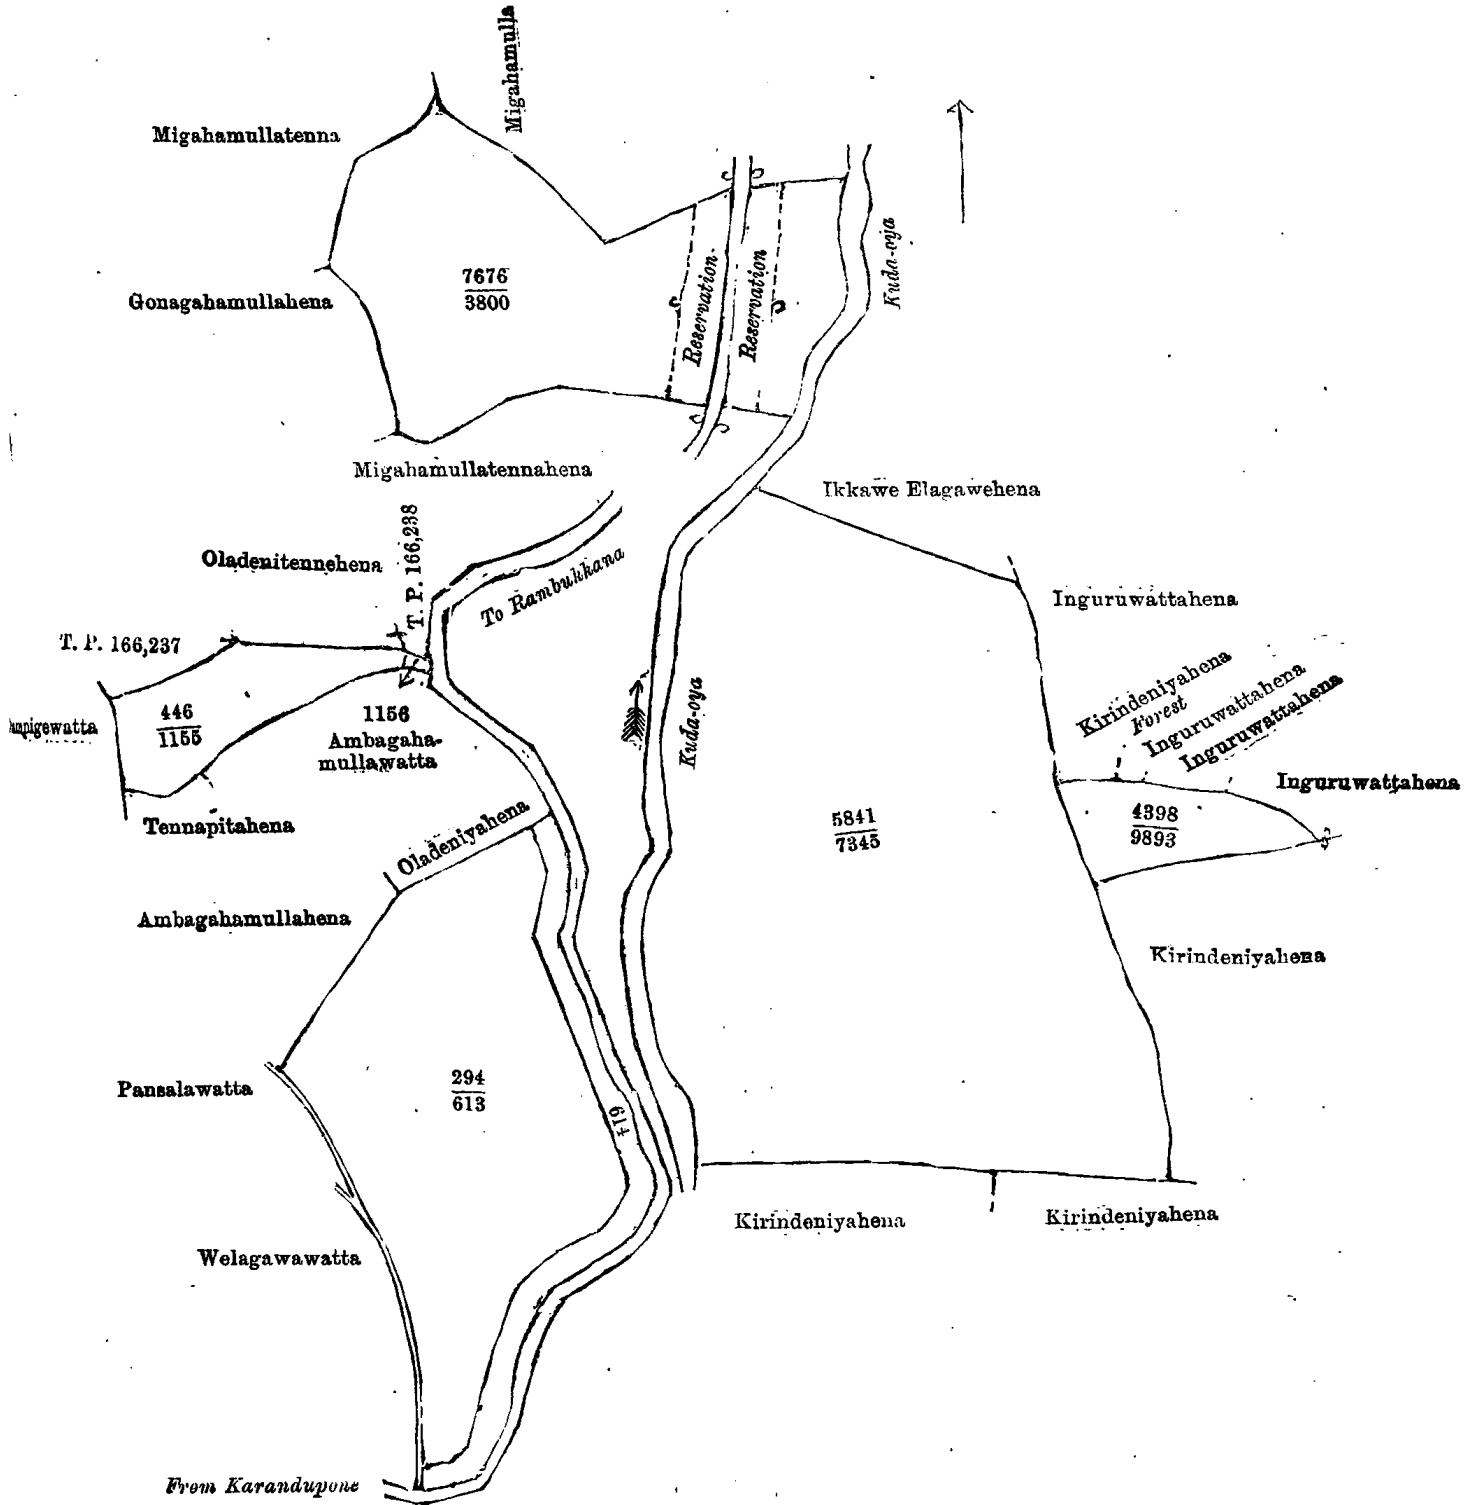 Migahamulla
Migahamullatenna
Kuda-oya
7676
3800
Gonagahamullahena
Reservation
Reservation
Migahamullatennahena
Ikkawe Elagawehena
T. P. 166,238
Oladenitennehena
To Rambukkana
Inguruwattahena
T. P. 166,237
Kirindeniyahena
Forest
Inguruwattahena
Inguruwattahena
Inguruwattahena
446
1155
1156
Ambagaha-
mullawatta
Kuda-oya
5841
7345
4398
9893
Tennapitahena
Oladeniyahena
Ambagahamullahena
Kirindeniyahena
Pansalawatta
294
613
619
Kirindeniyahena
Kirindeniyahena
Welagawawatta
From Karandupone